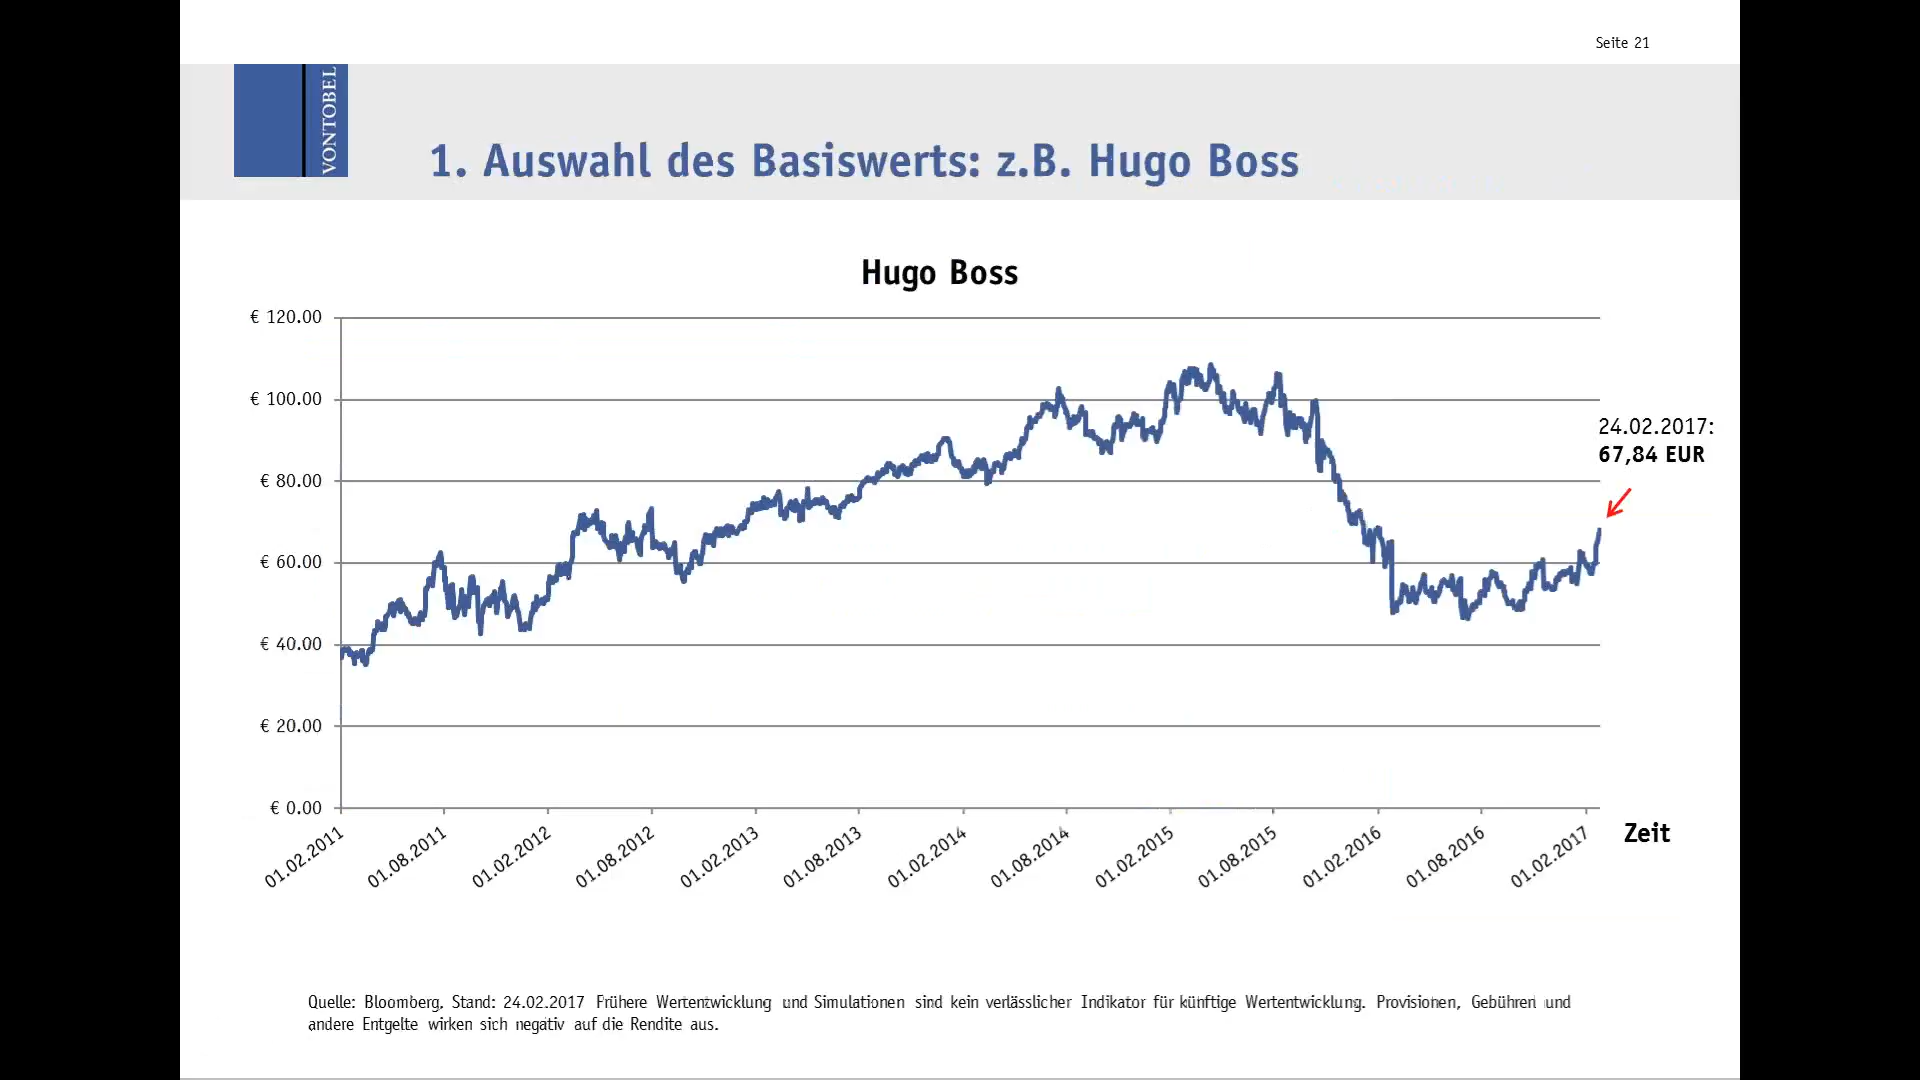 Seite 21
VONTOBEL
1. Auswahl des Basiswerts: z.B. Hugo Boss
Hugo Boss
€ 120.00
€ 100.00
€ 80.00
€ 60.00
€ 40.00
€ 20.00
€ 0.00
24.02.2017:
67,84 EUR
01.02.2011
01.08.2011
01.02.2012
01.08.2012
01.02.2013
01.08.2013
01.02.2014
01.08.2014
01.02.2015
01.08.2015
01.02.2016
01.08.2016
01.02.2017
Zeit
Quelle: Bloomberg. Stand: 24.02.2017 Frühere Wertentwicklung und Simulationen sind kein verlässlicher Indikator für künftige Wertentwicklung. Provisionen, Gebühren und
andere Entgelte wirken sich negativ auf die Rendite aus.